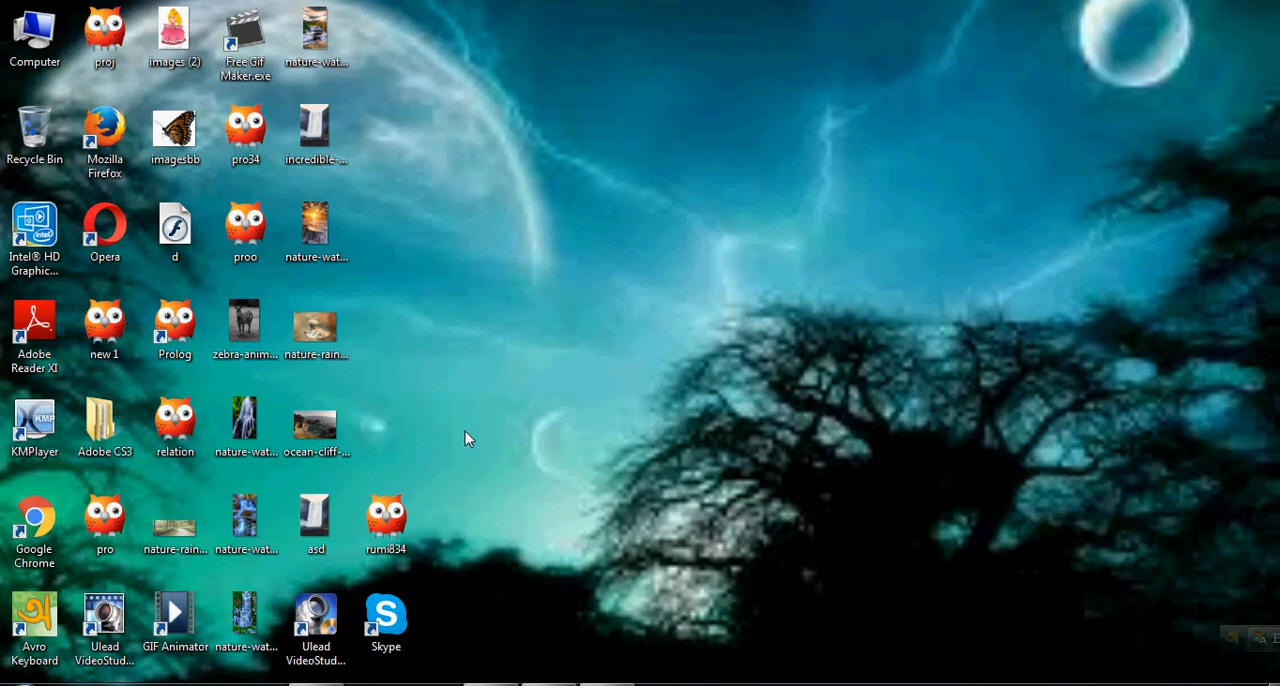 Computer
proj
images (2)
Free Gif
Maker.exe
nature-wat...
Recycle Bin
Mozilla
Firefox
imagesbb
pro34
incredible-...
Intel® HD
Graphic...
Opera
d
proo
nature-wat...
Adobe
Reader XI
new 1
Prolog
zebra-anim...
nature-rain...
KMPlayer
Adobe CS3
relation
nature-wat...
ocean-cliff-...
Google
Chrome
pro
nature-rain...
nature-wat...
asd
rumi834
Avro
Keyboard
Ulead
VideoStud...
GIF Animator
nature-wat...
Ulead
VideoStud...
Skype